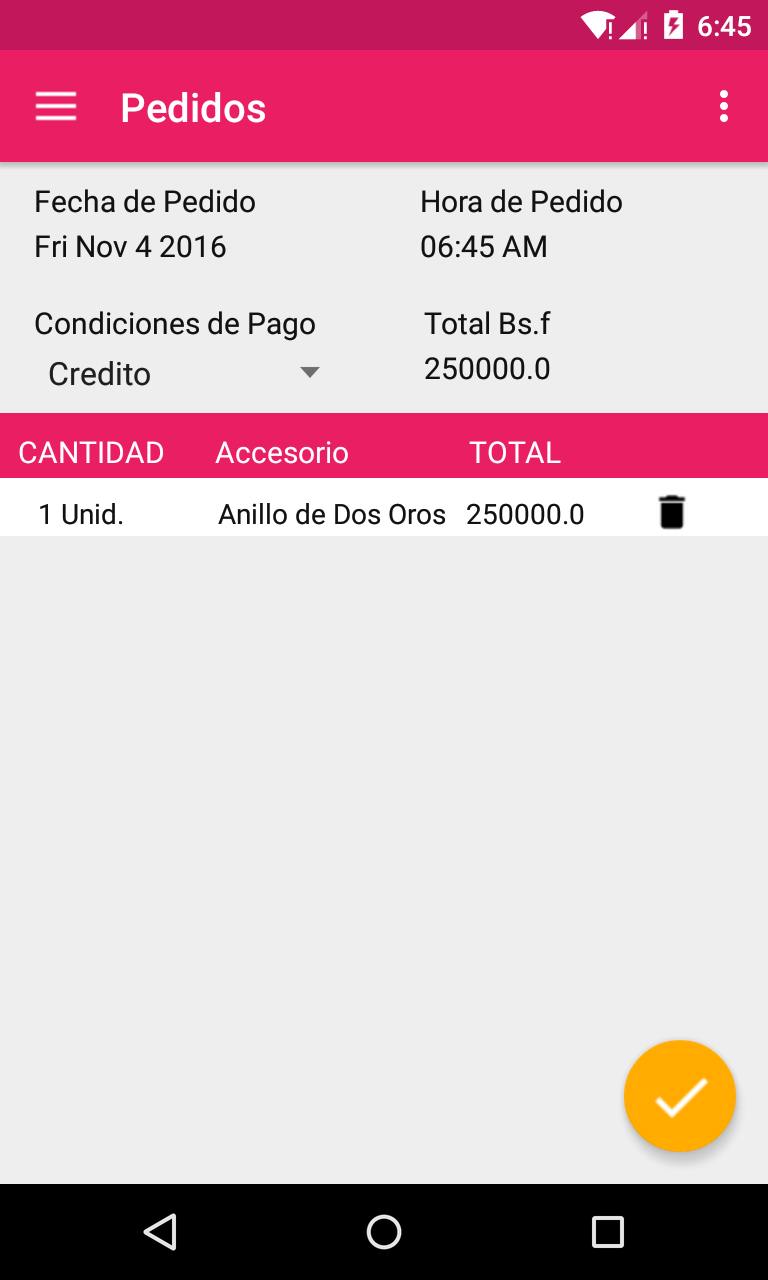 6:45
Pedidos
Fecha de Pedido
Hora de Pedido
Fri Nov 4 2016
06:45 AM
Condiciones de Pago
Total Bs.f
Credito
250000.0
CANTIDAD Accesorio TOTAL
1 Unid. Anillo de Dos Oros 250000.0